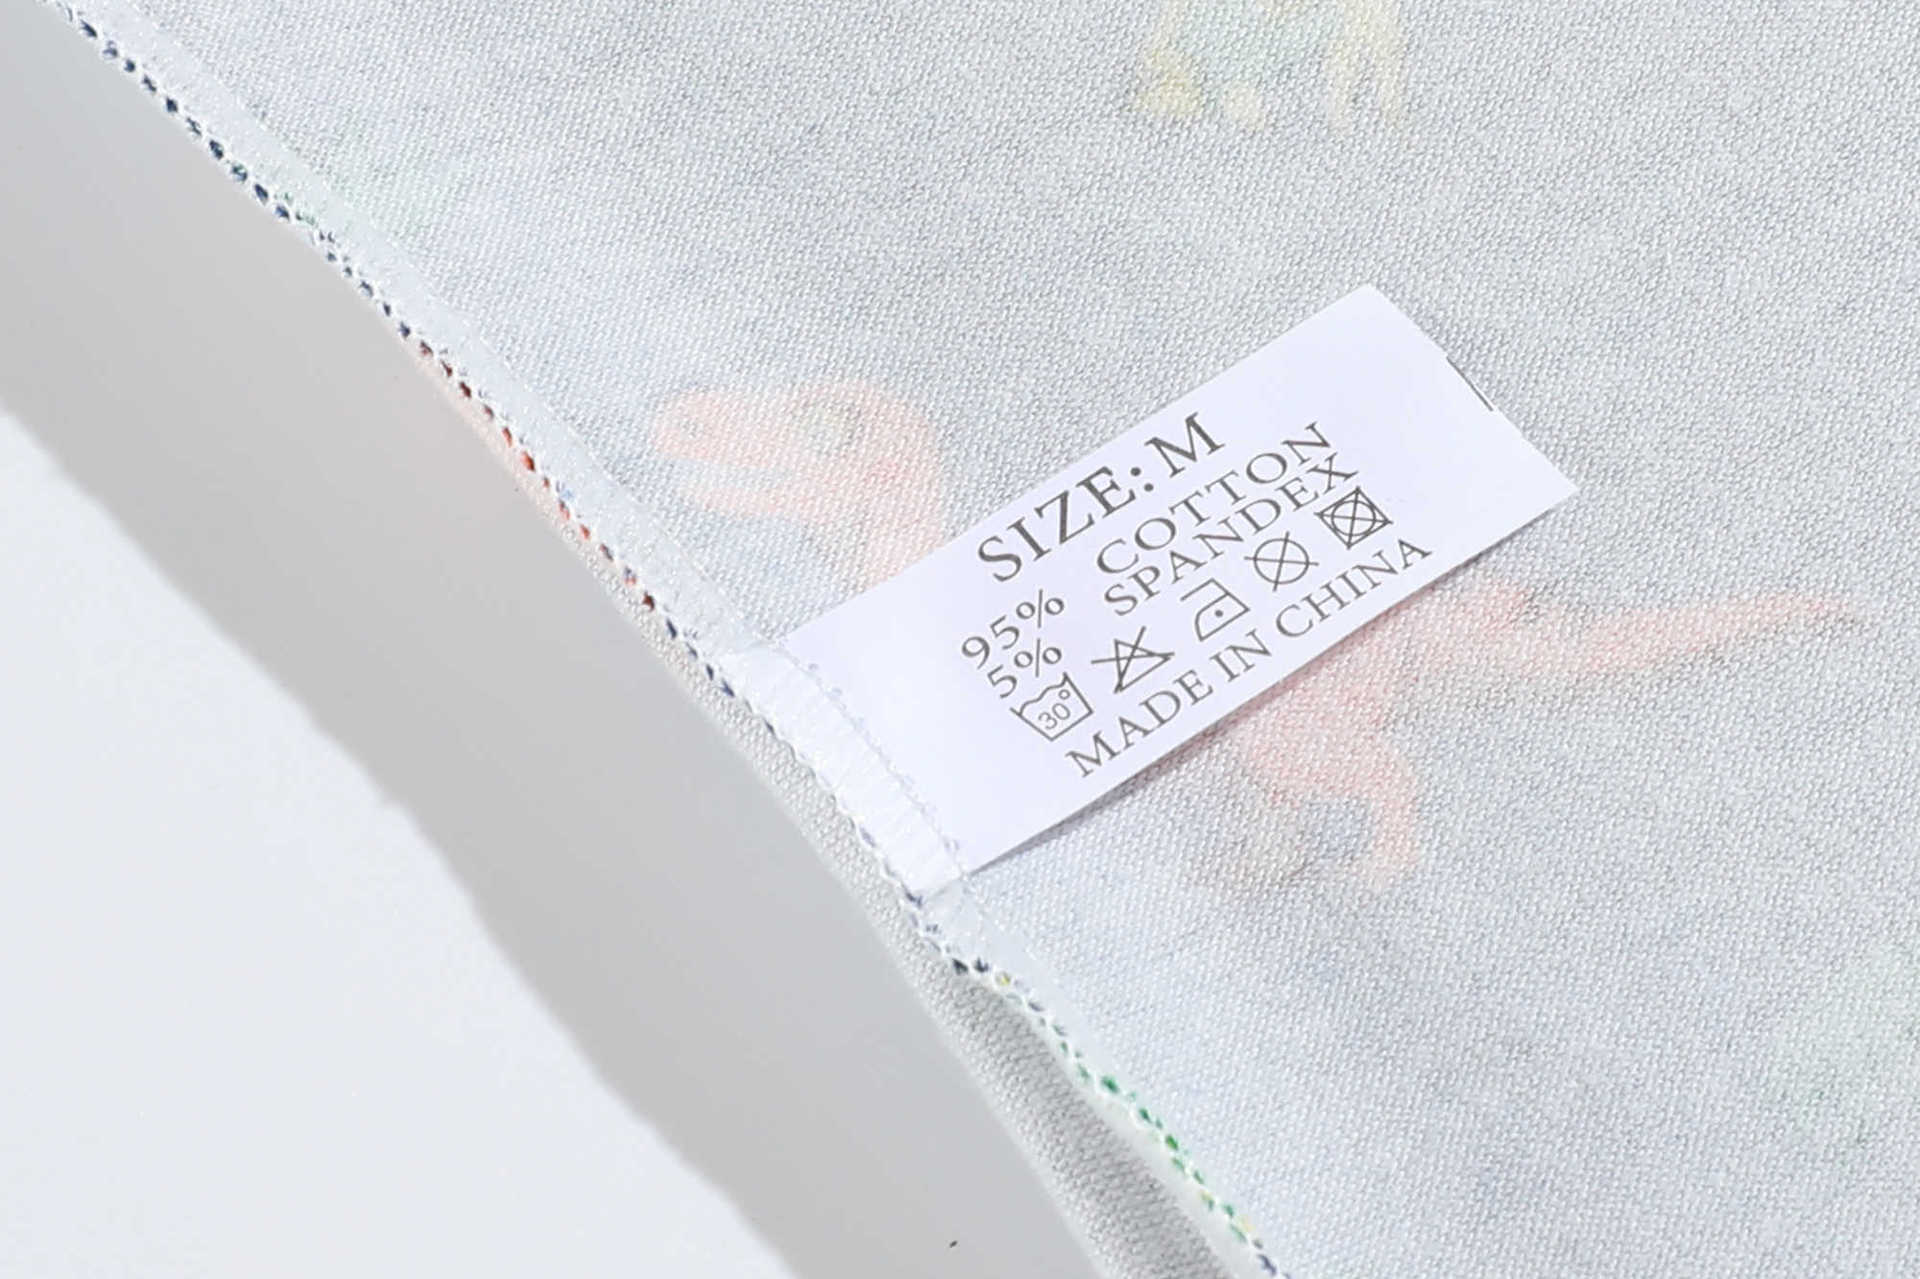 SIZE: M
95% COTTON
5% SPANDEX
30°
MADE IN CHINA